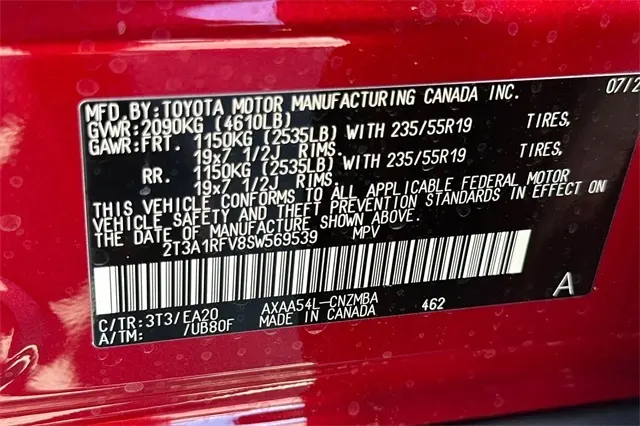 MFD.BY:TOYOTA MOTOR MANUFACTURING CANADA INC. 07/2
GVWR:2090KG (4610LB)
GAWR:FRT. 1150KG (2535LB) WITH 235/55R19 TIRES,
19x7 1/2J RIMS.
RR. 1150KG (2535LB) WITH 235/55R19 TIRES,
19x7 1/2J RIMS.
THIS VEHICLE CONFORMS TO ALL APPLICABLE FEDERAL MOTOR
VEHICLE SAFETY AND THEFT PREVENTION STANDARDS IN EFFECT ON
THE DATE OF MANUFACTURE SHOWN ABOVE.
2T3A1RFV8SW569539 MPV
C/TR:3T3/EA20 AXAA54L-CNZMBA 462 A
A/TM: 7UB80F MADE IN CANADA